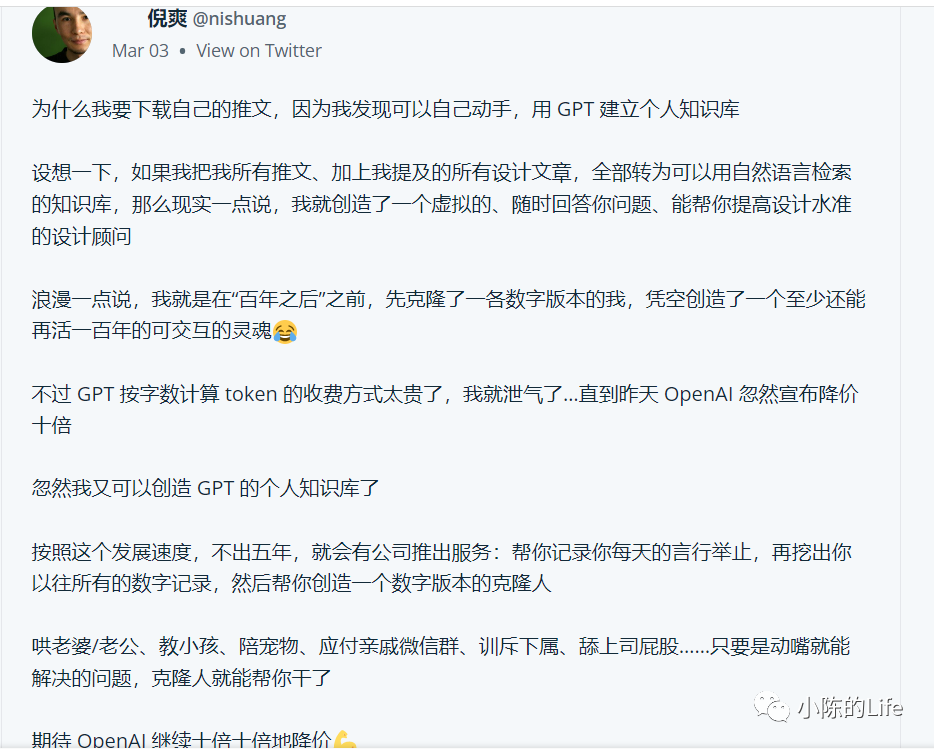 倪爽 @nishuang
Mar 03 • View on Twitter
为什么我要下载自己的推文，因为我发现可以自己动手，用 GPT 建立个人知识库
设想一下，如果我把我所有推文、加上我提及的所有设计文章，全部转为可以用自然语言检索
的知识库，那么现实一点说，我就创造了一个虚拟的、随时回答你问题、能帮你提高设计水准
的设计顾问
浪漫一点说，我就是在“百年之后”之前，先克隆了一各数字版本的我，凭空创造了一个至少还能
再活一百年的可交互的灵魂😂
不过 GPT 按字数计算 token 的收费方式太贵了，我就泄气了...直到昨天 OpenAI 忽然宣布降价
十倍
忽然我又可以创造 GPT 的个人知识库了
按照这个发展速度，不出五年，就会有公司推出服务：帮你记录你每天的言行举止，再挖出你
以往所有的数字记录，然后帮你创造一个数字版本的克隆人
哄老婆/老公、教小孩、陪宠物、应付亲戚微信群、训斥下属、舔上司屁股......只要是动嘴就能
解决的问题，克隆人就能帮你干了
小陈的Life
期待 OpenAI 继续十倍十倍地降价💪